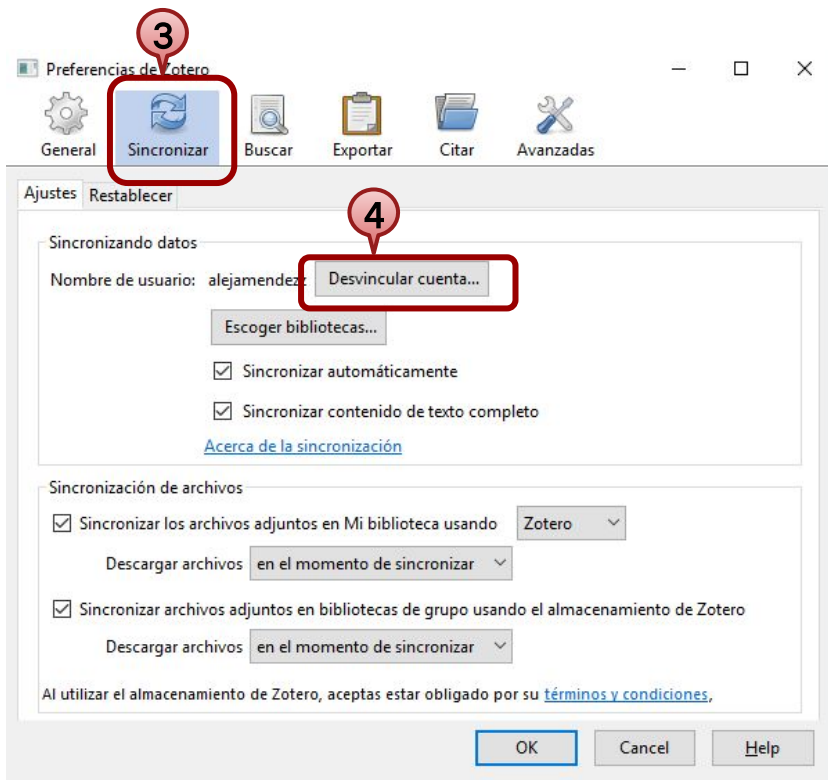 3
Preferencias de Zotero
General Sincronizar Buscar Exportar Citar Avanzadas
Ajustes Restablecer
4
Sincronizando datos
Nombre de usuario: alejamendezz Desvincular cuenta...
Escoger bibliotecas...
Sincronizar automáticamente
Sincronizar contenido de texto completo
Acerca de la sincronización
Sincronización de archivos
Sincronizar los archivos adjuntos en Mi biblioteca usando Zotero
Descargar archivos en el momento de sincronizar
Sincronizar archivos adjuntos en bibliotecas de grupo usando el almacenamiento de Zotero
Descargar archivos en el momento de sincronizar
Al utilizar el almacenamiento de Zotero, aceptas estar obligado por su términos y condiciones,
OK Cancel Help